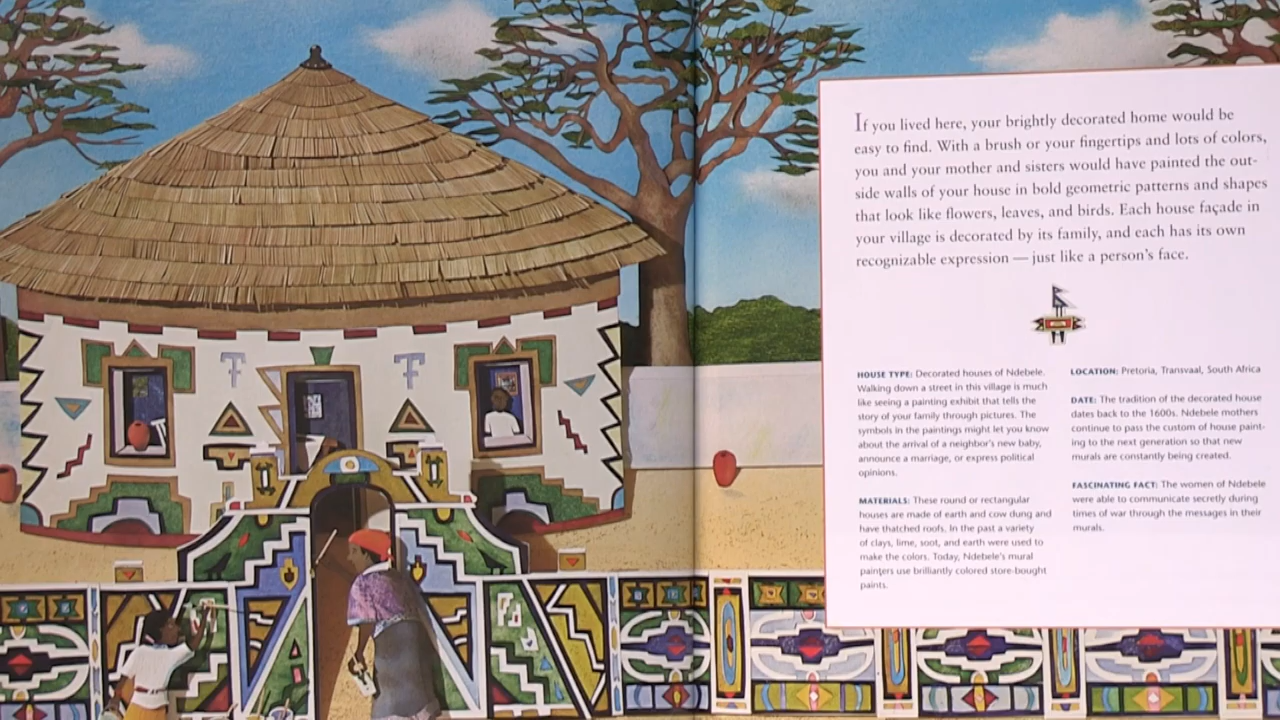 If you lived here, your brightly decorated home would be
easy to find. With a brush or your fingertips and lots of colors,
you and your mother and sisters would have painted the out-
side walls of your house in bold geometric patterns and shapes
that look like flowers, leaves, and birds. Each house façade in
your village is decorated by its family, and each has its own
recognizable expression — just like a person's face.
HOUSE TYPE: Decorated houses of Ndebele.
Walking down a street in this village is much
like seeing a painting exhibit that tells the
story of your family through pictures. The
symbols in the paintings might let you know
about the arrival of a neighbor's new baby,
announce a marriage, or express political
opinions.
MATERIALS: These round or rectangular
houses are made of earth and cow dung and
have thatched roofs. In the past a variety
of clays, lime, soot, and earth were used to
make the colors. Today, Ndebele's mural
painters use brilliantly colored store-bought
paints.
LOCATION: Pretoria, Transvaal, South Africa
DATE: The tradition of the decorated house
dates back to the 1600s. Ndebele mothers
continue to pass the custom of house paint-
ing to the next generation so that new
murals are constantly being created.
FASCINATING FACT: The women of Ndebele
were able to communicate secretly during
times of war through the messages in their
murals.